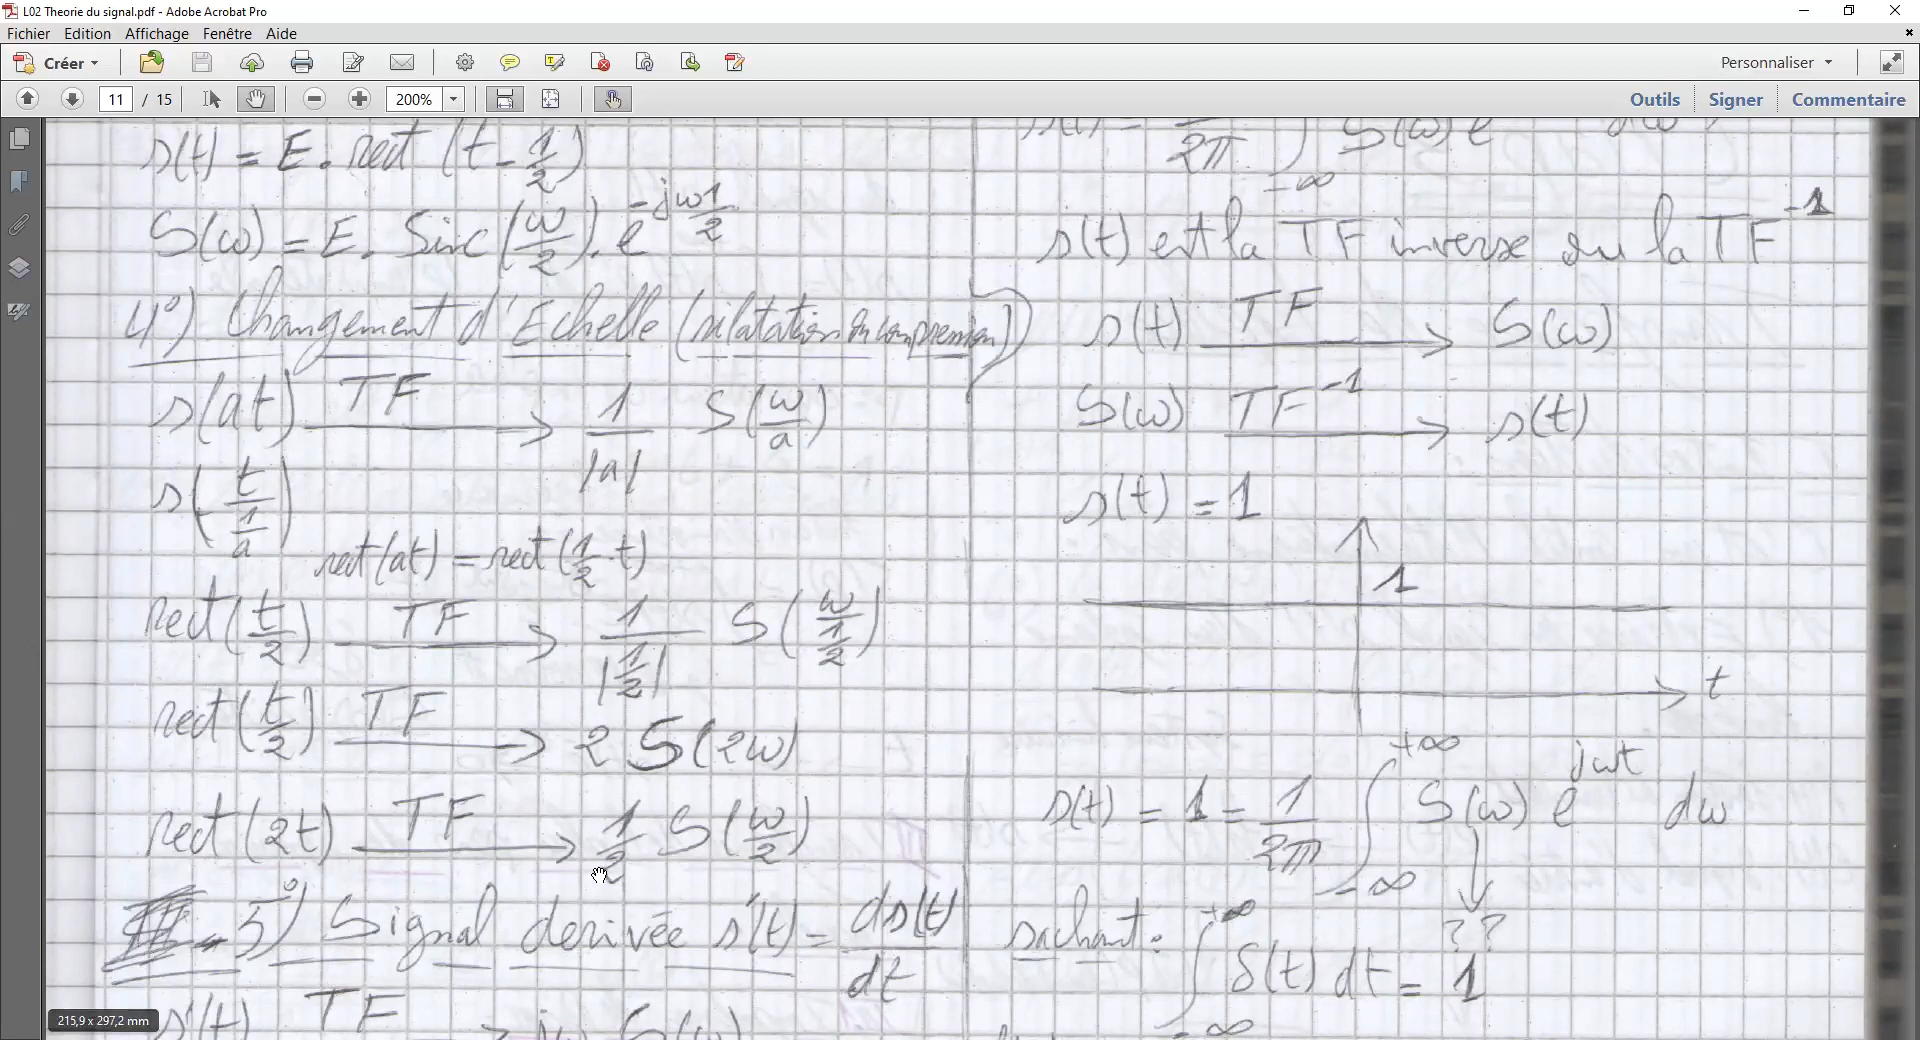 L02 Theorie du signal.pdf - Adobe Acrobat Pro
Fichier Edition Affichage Fenêtre Aide
Créer
Personnaliser
11 / 15
200%
Outils Signer Commentaire
s(t) = E. rect (t - 1/2)
S(ω) = E. Sinc (ω/2). e^{-jω1/2}
4°) Changement d'Echelle (dilatation ou compression)
s(at) TF → 1/|a| S(ω/a)
s(t/(1/a))
rect(at) = rect(1/2 . t)
rect(t/2) TF → 1/|1/2| S(ω/(1/2))
rect(t/2) TF → 2 S(2ω)
rect(2t) TF → 1/2 S(ω/2)
5°) Signal derivée s'(t) = ds(t)/dt
s'(t) TF → jω S(ω)
s(t) = 1/2π ∫_{-∞} S(ω) e dω
s(t) est la TF inverse ou la TF^{-1}
s(t) TF → S(ω)
S(ω) TF^{-1} → s(t)
s(t) = 1
1
t
s(t) = 1 = 1/2π ∫_{-∞}^{+∞} S(ω) e^{jωt} dω
??
sachant : ∫_{-∞}^{+∞} δ(t) dt = 1
215,9 x 297,2 mm